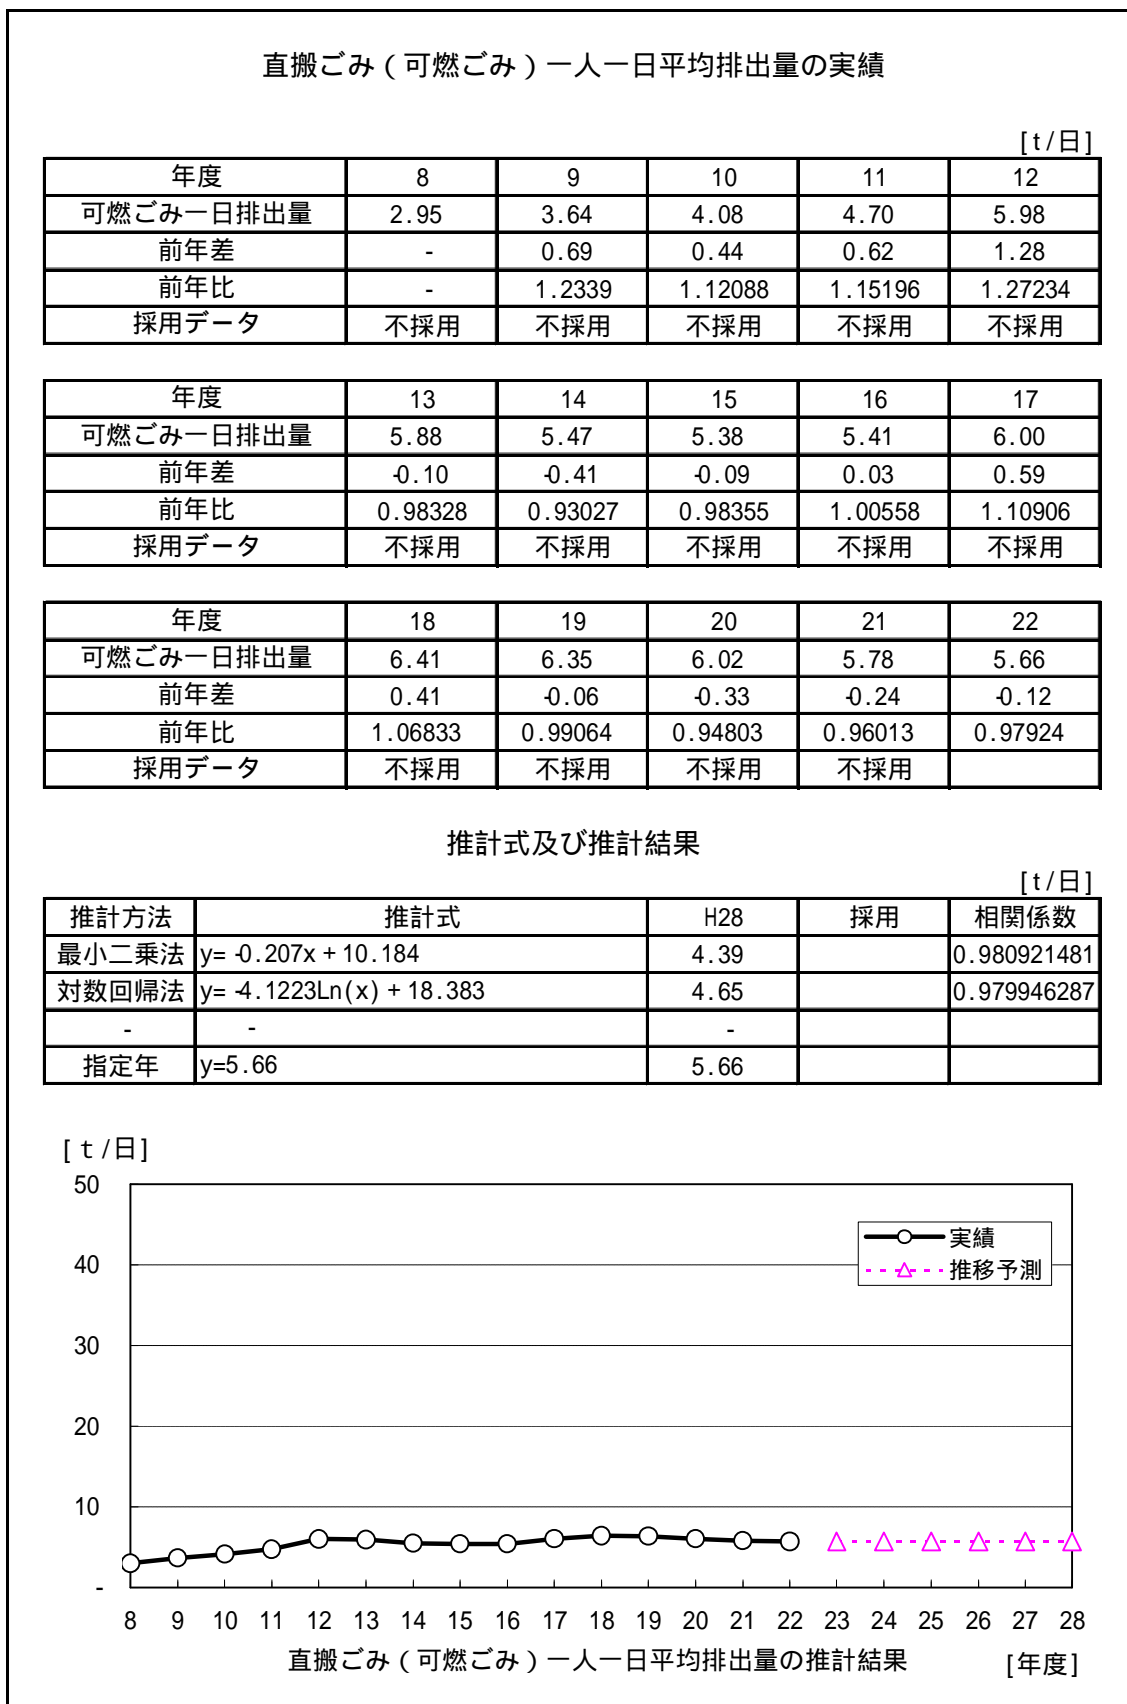 直搬ごみ（可燃ごみ）一人一日平均排出量の実績
[t/日]
年度 8 9 10 11 12
可燃ごみ一日排出量 2.95 3.64 4.08 4.70 5.98
前年差 - 0.69 0.44 0.62 1.28
前年比 - 1.2339 1.12088 1.15196 1.27234
採用データ 不採用 不採用 不採用 不採用 不採用
年度 13 14 15 16 17
可燃ごみ一日排出量 5.88 5.47 5.38 5.41 6.00
前年差 -0.10 -0.41 -0.09 0.03 0.59
前年比 0.98328 0.93027 0.98355 1.00558 1.10906
採用データ 不採用 不採用 不採用 不採用 不採用
年度 18 19 20 21 22
可燃ごみ一日排出量 6.41 6.35 6.02 5.78 5.66
前年差 0.41 -0.06 -0.33 -0.24 -0.12
前年比 1.06833 0.99064 0.94803 0.96013 0.97924
採用データ 不採用 不採用 不採用 不採用
推計式及び推計結果
[t/日]
推計方法 推計式 H28 採用 相関係数
最小二乗法 y= -0.207x + 10.184 4.39 0.980921481
対数回帰法 y= -4.1223Ln(x) + 18.383 4.65 0.979946287
- - -
指定年 y=5.66 5.66
[ｔ/日]
50
実績
推移予測
40
30
20
10
-
8 9 10 11 12 13 14 15 16 17 18 19 20 21 22 23 24 25 26 27 28
直搬ごみ（可燃ごみ）一人一日平均排出量の推計結果 [年度]